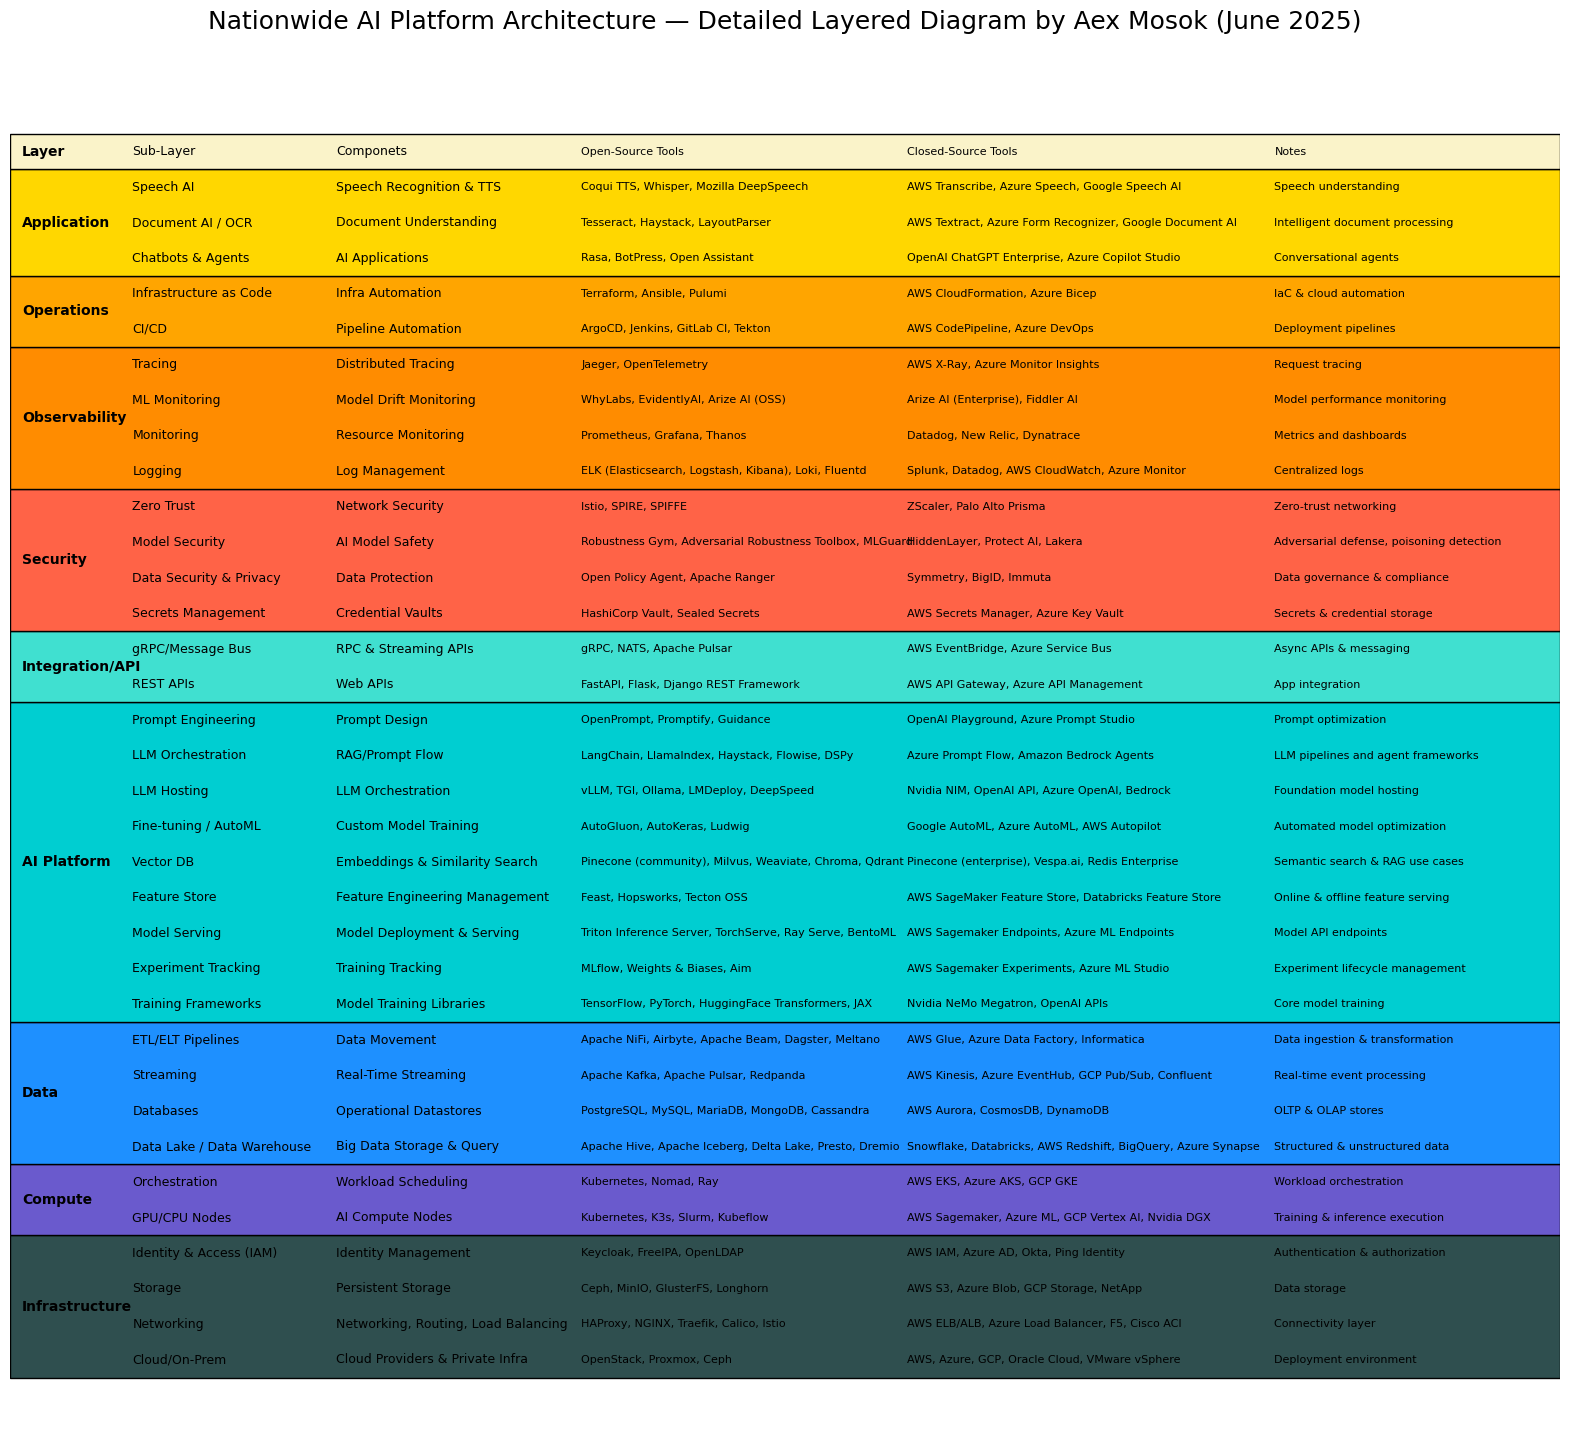 Nationwide AI Platform Architecture — Detailed Layered Diagram by Aex Mosok (June 2025)
Layer Sub-Layer Componets Open-Source Tools Closed-Source Tools Notes
Application
Speech AI Speech Recognition & TTS Coqui TTS, Whisper, Mozilla DeepSpeech AWS Transcribe, Azure Speech, Google Speech AI Speech understanding
Document AI / OCR Document Understanding Tesseract, Haystack, LayoutParser AWS Textract, Azure Form Recognizer, Google Document AI Intelligent document processing
Chatbots & Agents AI Applications Rasa, BotPress, Open Assistant OpenAI ChatGPT Enterprise, Azure Copilot Studio Conversational agents
Operations
Infrastructure as Code Infra Automation Terraform, Ansible, Pulumi AWS CloudFormation, Azure Bicep IaC & cloud automation
CI/CD Pipeline Automation ArgoCD, Jenkins, GitLab CI, Tekton AWS CodePipeline, Azure DevOps Deployment pipelines
Observability
Tracing Distributed Tracing Jaeger, OpenTelemetry AWS X-Ray, Azure Monitor Insights Request tracing
ML Monitoring Model Drift Monitoring WhyLabs, EvidentlyAI, Arize AI (OSS) Arize AI (Enterprise), Fiddler AI Model performance monitoring
Monitoring Resource Monitoring Prometheus, Grafana, Thanos Datadog, New Relic, Dynatrace Metrics and dashboards
Logging Log Management ELK (Elasticsearch, Logstash, Kibana), Loki, Fluentd Splunk, Datadog, AWS CloudWatch, Azure Monitor Centralized logs
Security
Zero Trust Network Security Istio, SPIRE, SPIFFE ZScaler, Palo Alto Prisma Zero-trust networking
Model Security AI Model Safety Robustness Gym, Adversarial Robustness Toolbox, MLGuard HiddenLayer, Protect AI, Lakera Adversarial defense, poisoning detection
Data Security & Privacy Data Protection Open Policy Agent, Apache Ranger Symmetry, BigID, Immuta Data governance & compliance
Secrets Management Credential Vaults HashiCorp Vault, Sealed Secrets AWS Secrets Manager, Azure Key Vault Secrets & credential storage
Integration/API
gRPC/Message Bus RPC & Streaming APIs gRPC, NATS, Apache Pulsar AWS EventBridge, Azure Service Bus Async APIs & messaging
REST APIs Web APIs FastAPI, Flask, Django REST Framework AWS API Gateway, Azure API Management App integration
AI Platform
Prompt Engineering Prompt Design OpenPrompt, Promptify, Guidance OpenAI Playground, Azure Prompt Studio Prompt optimization
LLM Orchestration RAG/Prompt Flow LangChain, LlamaIndex, Haystack, Flowise, DSPy Azure Prompt Flow, Amazon Bedrock Agents LLM pipelines and agent frameworks
LLM Hosting LLM Orchestration vLLM, TGI, Ollama, LMDeploy, DeepSpeed Nvidia NIM, OpenAI API, Azure OpenAI, Bedrock Foundation model hosting
Fine-tuning / AutoML Custom Model Training AutoGluon, AutoKeras, Ludwig Google AutoML, Azure AutoML, AWS Autopilot Automated model optimization
Vector DB Embeddings & Similarity Search Pinecone (community), Milvus, Weaviate, Chroma, Qdrant Pinecone (enterprise), Vespa.ai, Redis Enterprise Semantic search & RAG use cases
Feature Store Feature Engineering Management Feast, Hopsworks, Tecton OSS AWS SageMaker Feature Store, Databricks Feature Store Online & offline feature serving
Model Serving Model Deployment & Serving Triton Inference Server, TorchServe, Ray Serve, BentoML AWS Sagemaker Endpoints, Azure ML Endpoints Model API endpoints
Experiment Tracking Training Tracking MLflow, Weights & Biases, Aim AWS Sagemaker Experiments, Azure ML Studio Experiment lifecycle management
Training Frameworks Model Training Libraries TensorFlow, PyTorch, HuggingFace Transformers, JAX Nvidia NeMo Megatron, OpenAI APIs Core model training
Data
ETL/ELT Pipelines Data Movement Apache NiFi, Airbyte, Apache Beam, Dagster, Meltano AWS Glue, Azure Data Factory, Informatica Data ingestion & transformation
Streaming Real-Time Streaming Apache Kafka, Apache Pulsar, Redpanda AWS Kinesis, Azure EventHub, GCP Pub/Sub, Confluent Real-time event processing
Databases Operational Datastores PostgreSQL, MySQL, MariaDB, MongoDB, Cassandra AWS Aurora, CosmosDB, DynamoDB OLTP & OLAP stores
Data Lake / Data Warehouse Big Data Storage & Query Apache Hive, Apache Iceberg, Delta Lake, Presto, Dremio Snowflake, Databricks, AWS Redshift, BigQuery, Azure Synapse Structured & unstructured data
Compute
Orchestration Workload Scheduling Kubernetes, Nomad, Ray AWS EKS, Azure AKS, GCP GKE Workload orchestration
GPU/CPU Nodes AI Compute Nodes Kubernetes, K3s, Slurm, Kubeflow AWS Sagemaker, Azure ML, GCP Vertex AI, Nvidia DGX Training & inference execution
Infrastructure
Identity & Access (IAM) Identity Management Keycloak, FreeIPA, OpenLDAP AWS IAM, Azure AD, Okta, Ping Identity Authentication & authorization
Storage Persistent Storage Ceph, MinIO, GlusterFS, Longhorn AWS S3, Azure Blob, GCP Storage, NetApp Data storage
Networking Networking, Routing, Load Balancing HAProxy, NGINX, Traefik, Calico, Istio AWS ELB/ALB, Azure Load Balancer, F5, Cisco ACI Connectivity layer
Cloud/On-Prem Cloud Providers & Private Infra OpenStack, Proxmox, Ceph AWS, Azure, GCP, Oracle Cloud, VMware vSphere Deployment environment